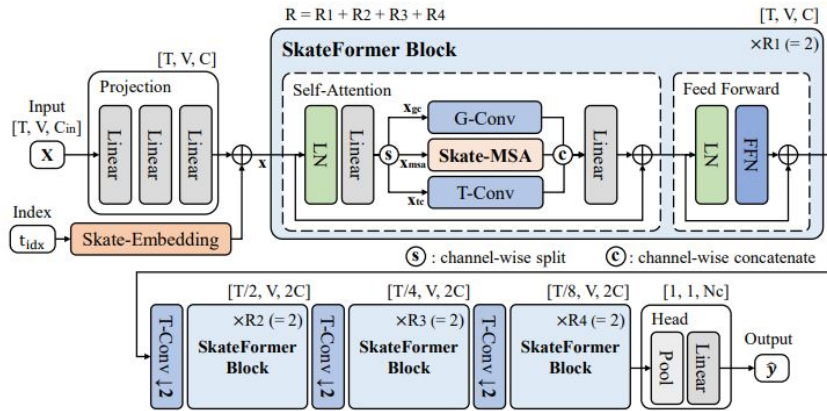 R = R1 + R2 + R3 + R4
[T, V, C]
SkateFormer Block
×R1 (= 2)
[T, V, C]
Projection
Self-Attention
Feed Forward
Input
[T, V, Cin]
X
Linear
Linear
Linear
x
LN
Linear
s
xgc
xmsa
xtc
G-Conv
Skate-MSA
T-Conv
c
Linear
LN
FFN
Index
tidx
Skate-Embedding
s : channel-wise split
c : channel-wise concatenate
[T/2, V, 2C]
[T/4, V, 2C]
[T/8, V, 2C]
[1, 1, Nc]
T-Conv ↓2
×R2 (= 2)
SkateFormer
Block
T-Conv ↓2
×R3 (= 2)
SkateFormer
Block
T-Conv ↓2
×R4 (= 2)
SkateFormer
Block
Head
Pool
Linear
Output
ŷ